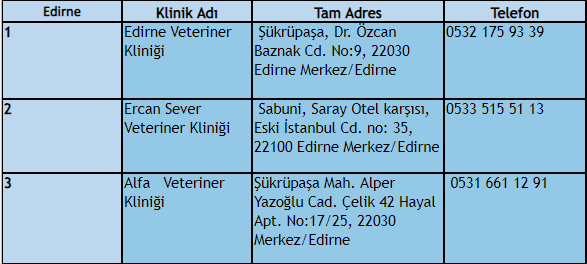 Edirne Klinik Adı Tam Adres Telefon
1 Edirne Veteriner Şükrüpaşa, Dr. Özcan 0532 175 93 39
Kliniği Baznak Cd. No:9, 22030
Edirne Merkez/Edirne
2 Ercan Sever Sabuni, Saray Otel karşısı, 0533 515 51 13
Veteriner Kliniği Eski İstanbul Cd. no: 35,
22100 Edirne Merkez/Edirne
3 Alfa Veteriner Şükrüpaşa Mah. Alper 0531 661 12 91
Kliniği Yazoğlu Cad. Çelik 42 Hayal
Apt. No:17/25, 22030
Merkez/Edirne